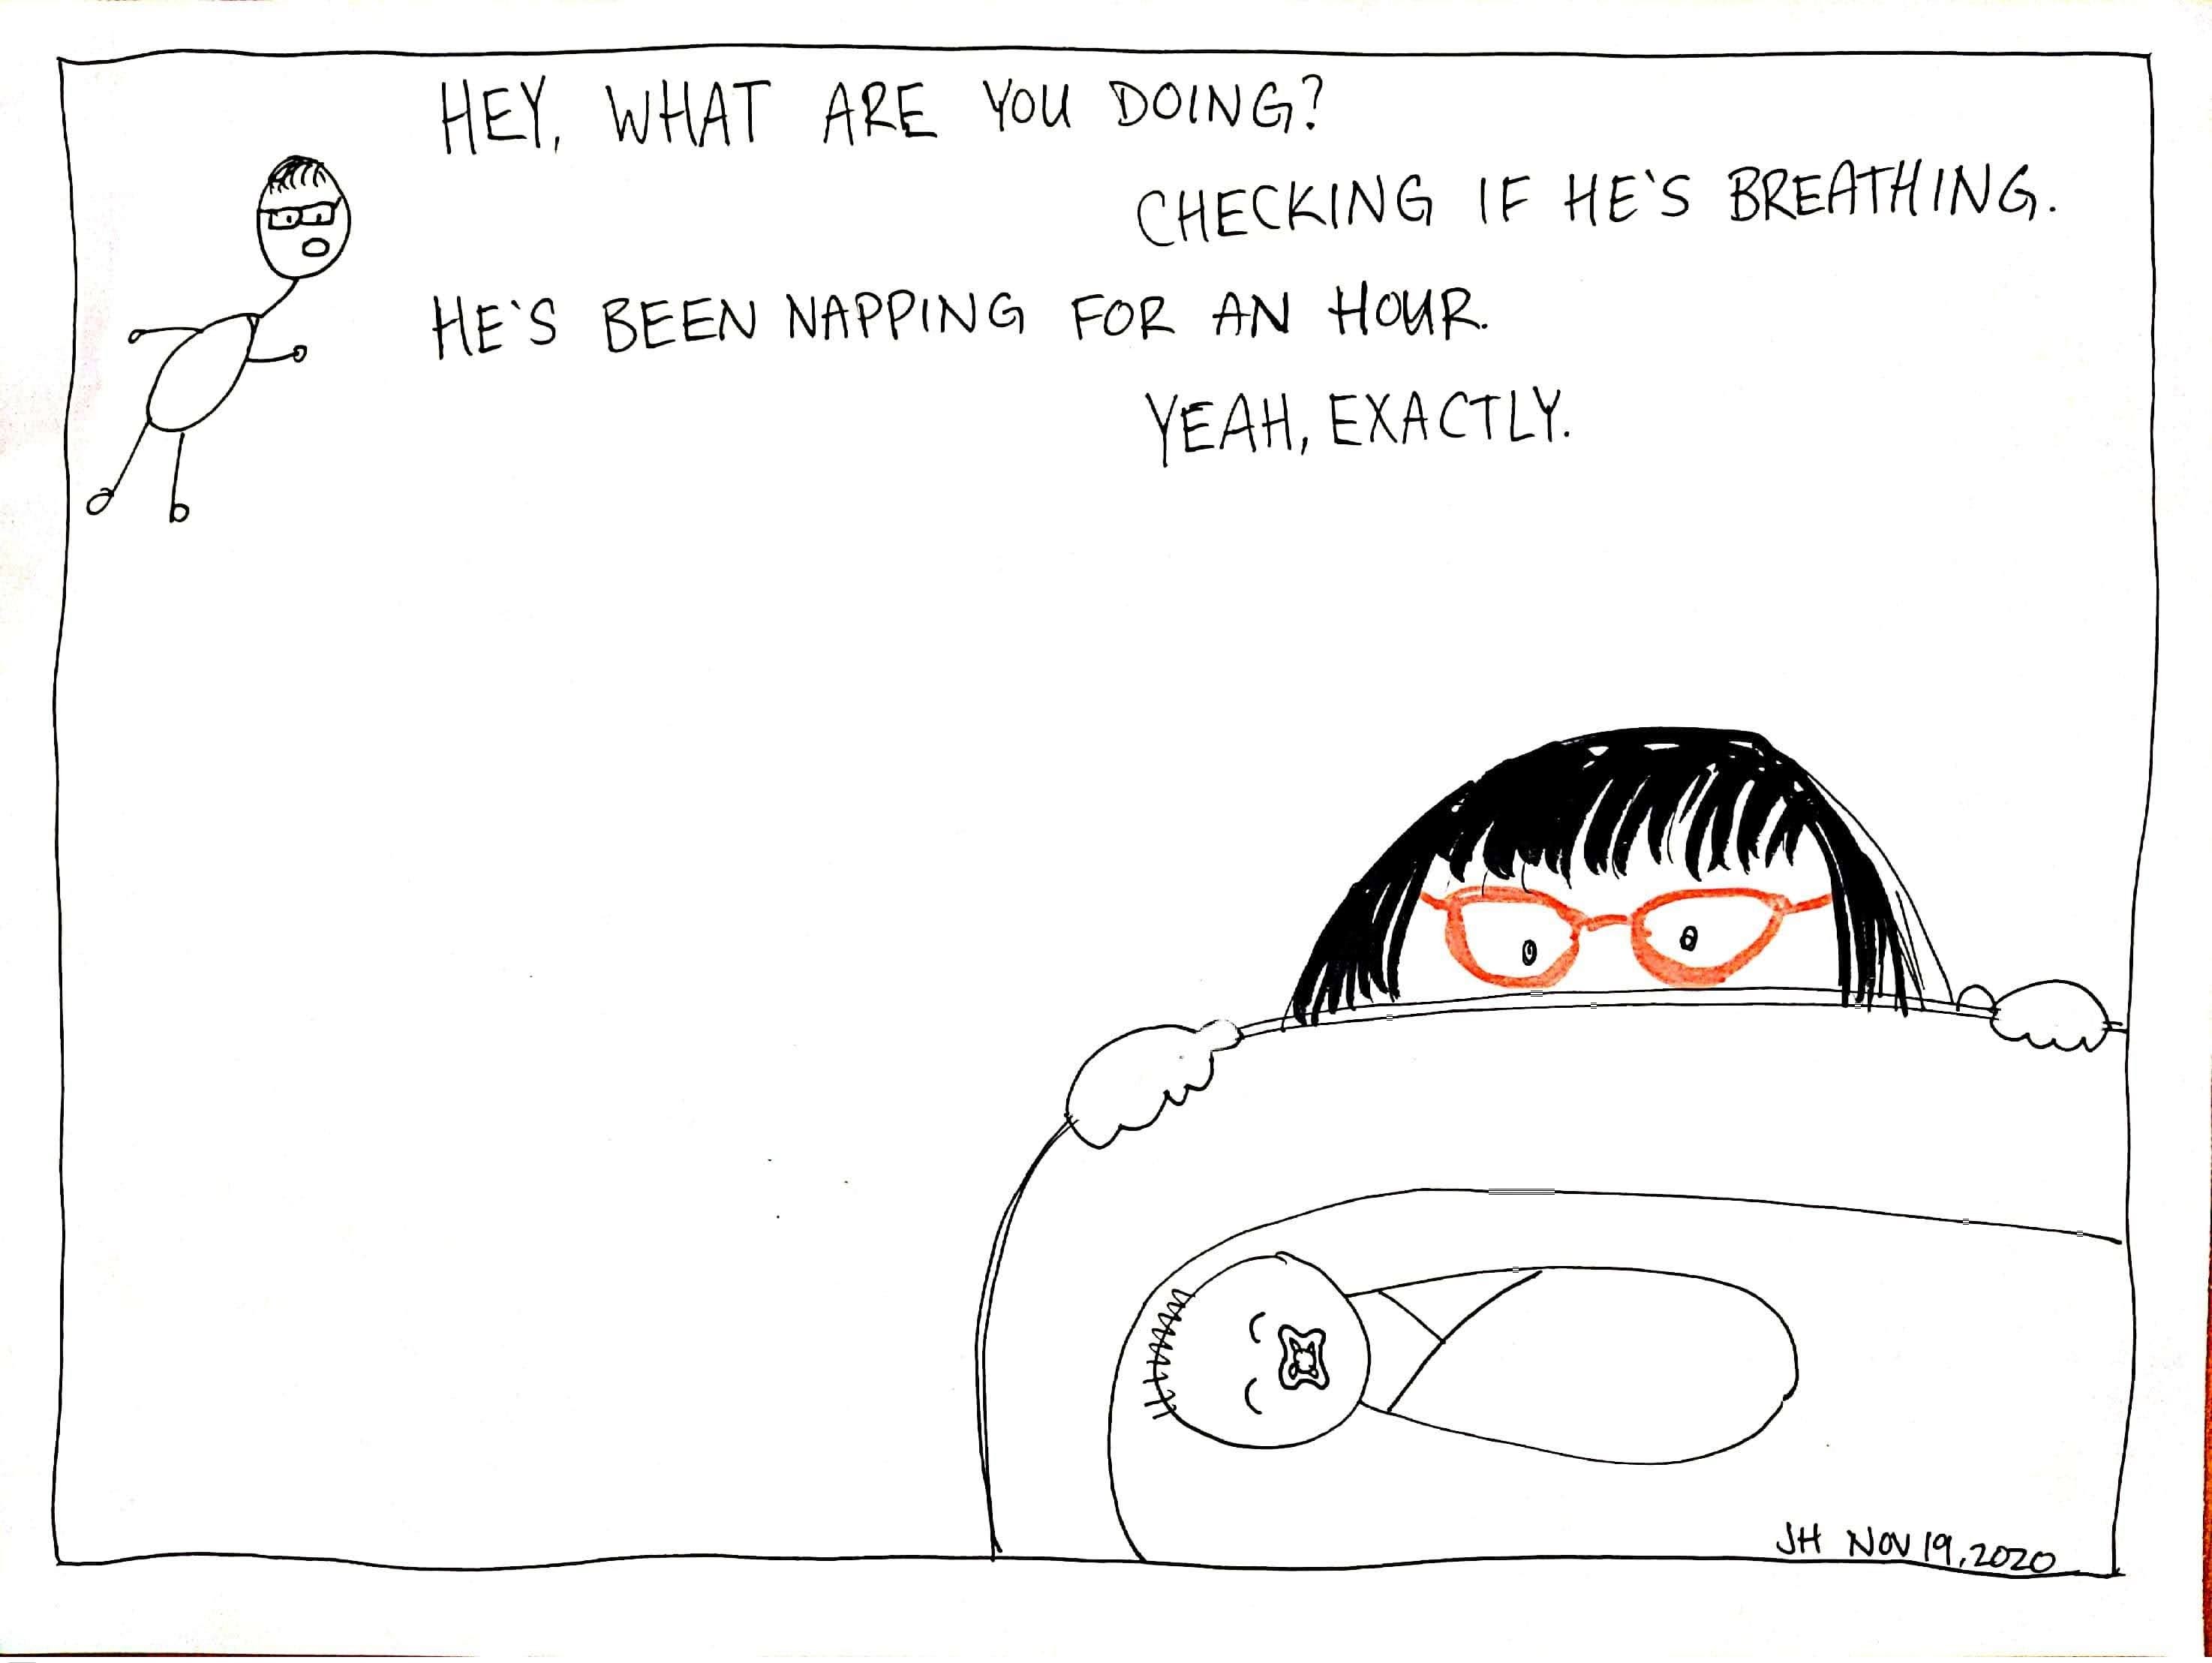 HEY, WHAT ARE YOU DOING?
CHECKING IF HE'S BREATHING.
HE'S BEEN NAPPING FOR AN HOUR.
YEAH, EXACTLY.
JH NOV 19, 2020